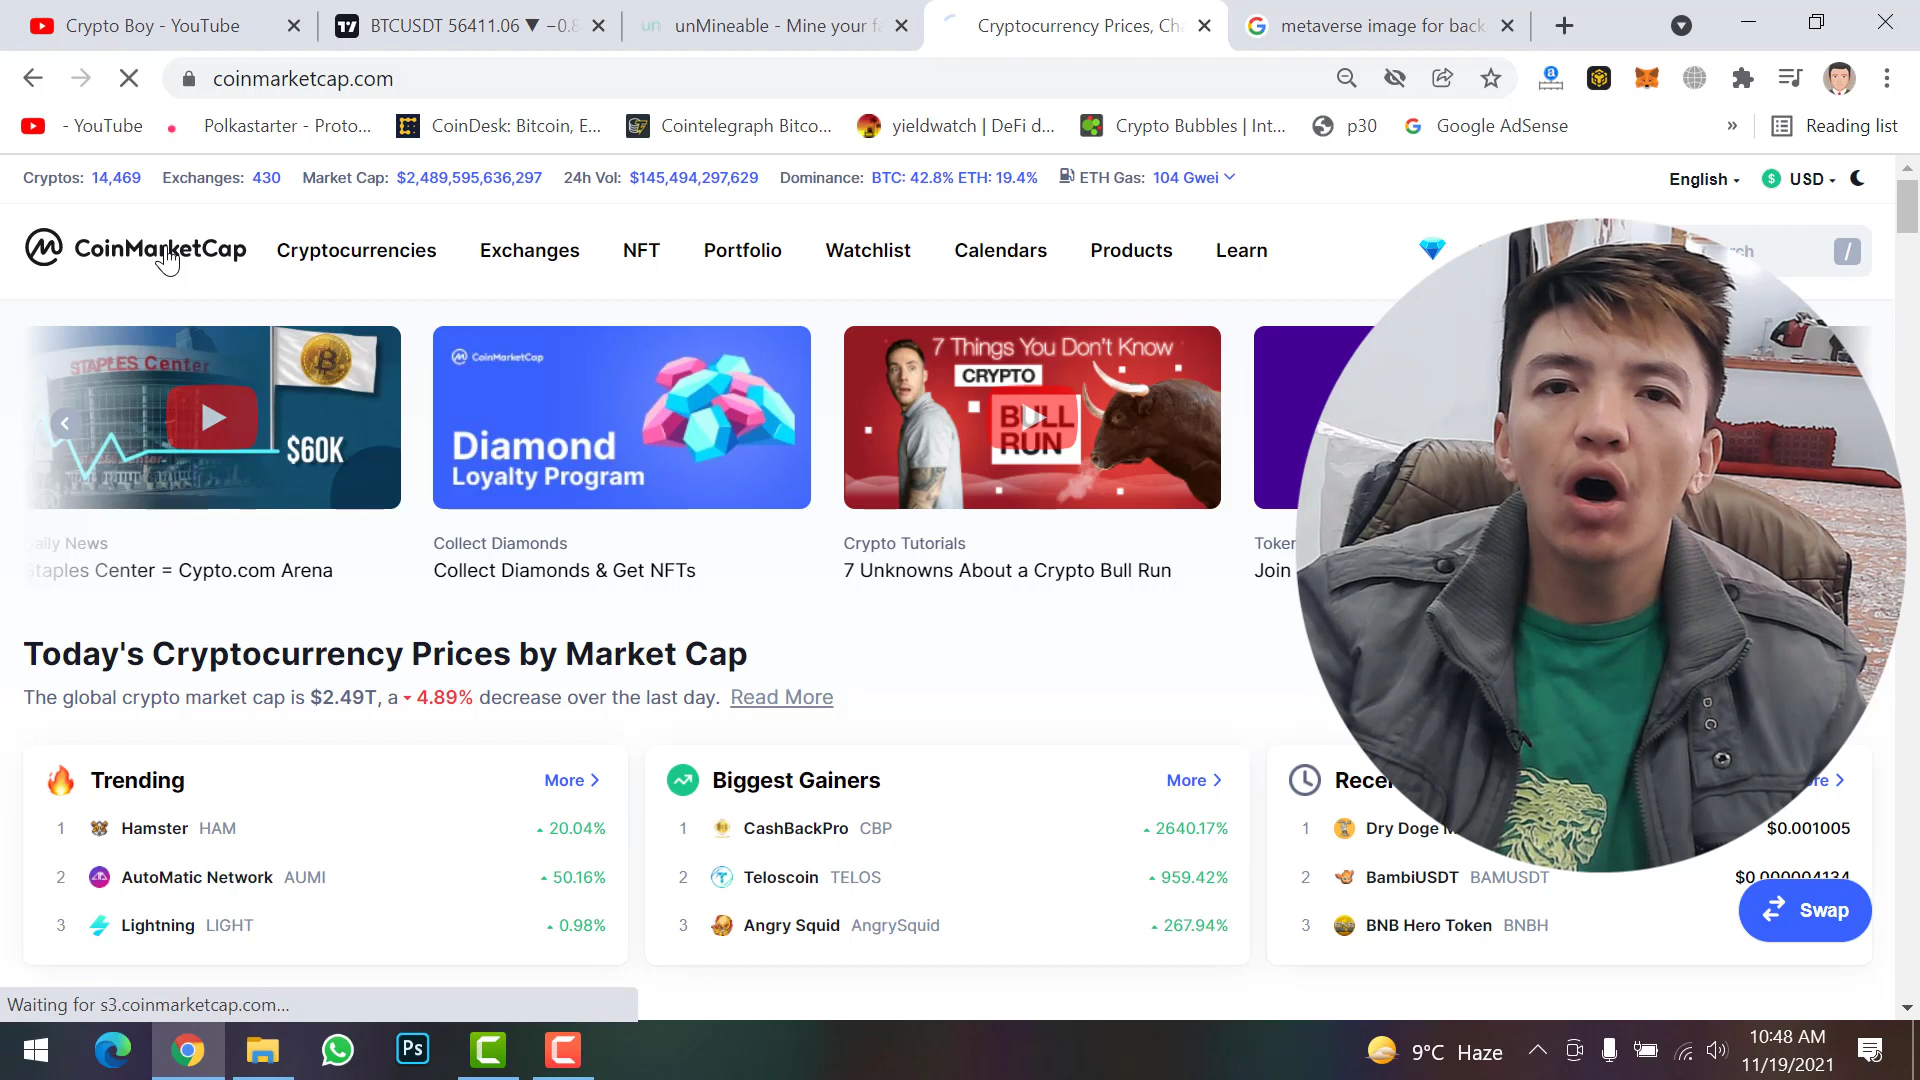 Crypto Boy - YouTube
BTCUSDT 56411.06 ▼ −0.8
un unMineable - Mine your fa
Cryptocurrency Prices, Cha
metaverse image for back
coinmarketcap.com
- YouTube
Polkastarter - Proto...
CoinDesk: Bitcoin, E...
Cointelegraph Bitco...
yieldwatch | DeFi d...
Crypto Bubbles | Int...
p30
Google AdSense
»
Reading list
Cryptos: 14,469 Exchanges: 430 Market Cap: $2,489,595,636,297 24h Vol: $145,494,297,629 Dominance: BTC: 42.8% ETH: 19.4% ETH Gas: 104 Gwei
English
$ USD
CoinMarketCap
Cryptocurrencies Exchanges NFT Portfolio Watchlist Calendars Products Learn
/
STAPLES Center
$60K
CoinMarketCap
Diamond
Loyalty Program
7 Things You Don't Know
CRYPTO
BULL
RUN
Daily News
Staples Center = Cypto.com Arena
Collect Diamonds
Collect Diamonds & Get NFTs
Crypto Tutorials
7 Unknowns About a Crypto Bull Run
Join
Today's Cryptocurrency Prices by Market Cap
The global crypto market cap is $2.49T, a 4.89% decrease over the last day. Read More
Trending More
1 Hamster HAM 20.04%
2 AutoMatic Network AUMI 50.16%
3 Lightning LIGHT 0.98%
Biggest Gainers More
1 CashBackPro CBP 2640.17%
2 Teloscoin TELOS 959.42%
3 Angry Squid AngrySquid 267.94%
1 Dry Doge $0.001005
2 BambiUSDT BAMUSDT $0.000004134
3 BNB Hero Token BNBH
Swap
Waiting for s3.coinmarketcap.com...
Ps
9°C Haze
10:48 AM
11/19/2021